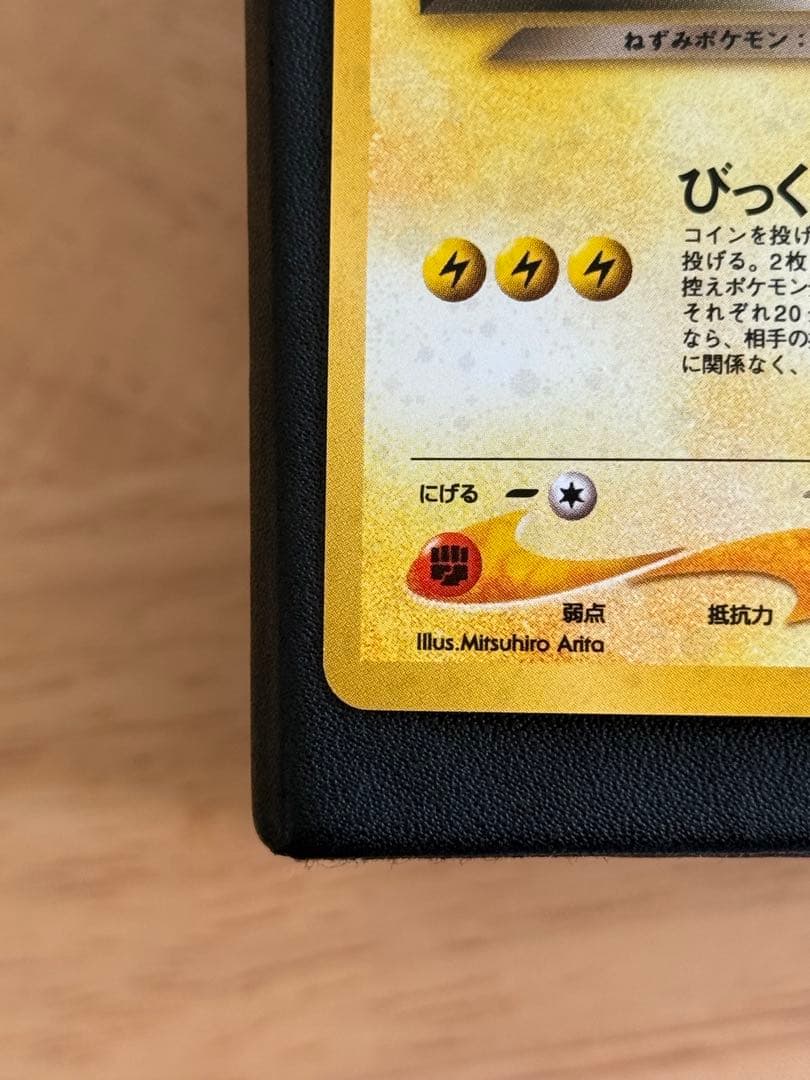 ねずみポケモン:
びっく
コインを投げ
投げる。2枚
控えポケモン
それぞれ20
なら、相手の
に関係なく、
にげる
弱点
抵抗力
Illus.Mitsuhiro Arita